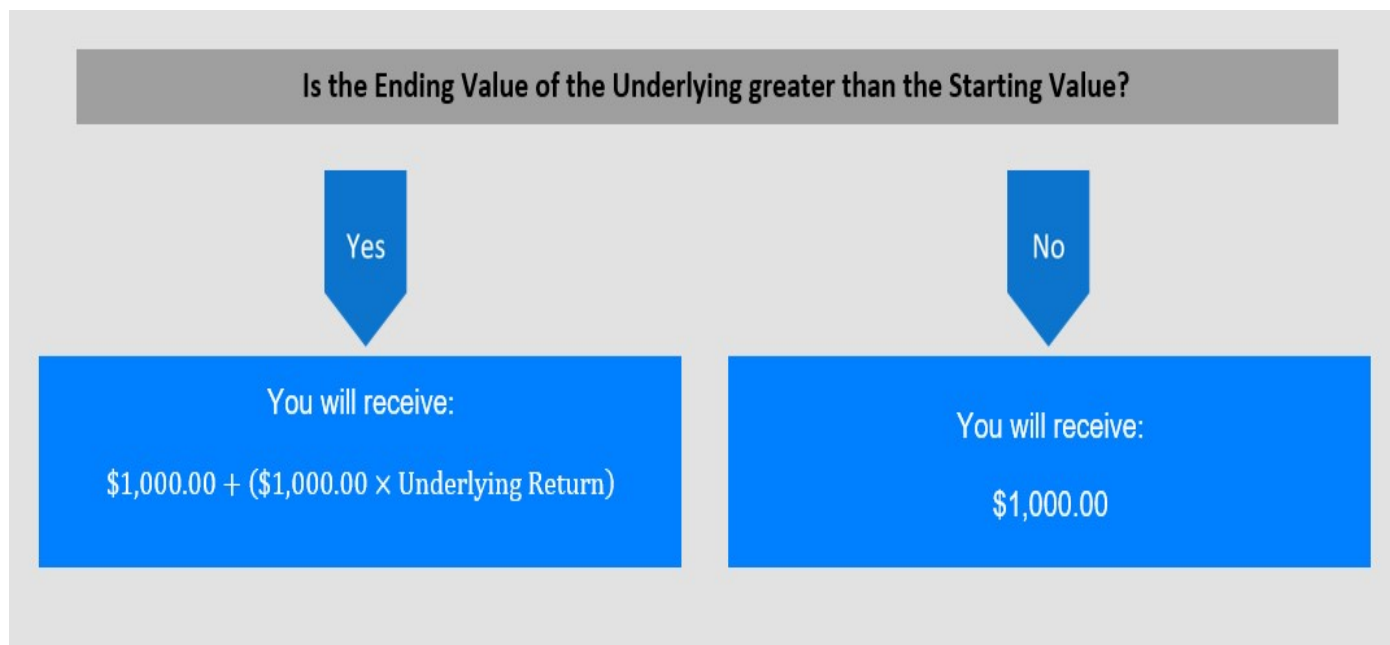 Is the Ending Value of the Underlying greater than the Starting Value?
Yes
No
You will receive:
$1,000.00 + ($1,000.00 × Underlying Return)
You will receive:
$1,000.00